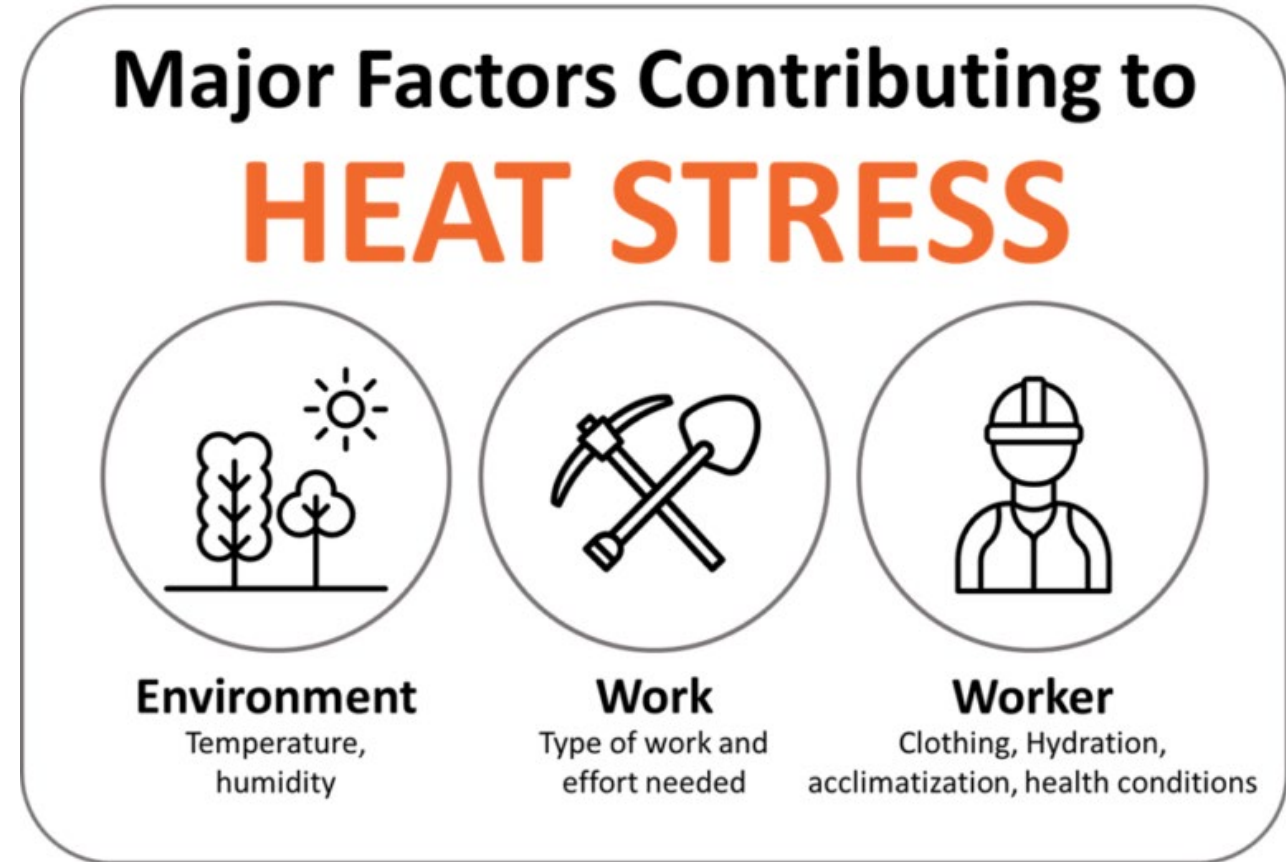 Major Factors Contributing to
HEAT STRESS
Environment
Temperature,
humidity
Work
Type of work and
effort needed
Worker
Clothing, Hydration,
acclimatization, health conditions